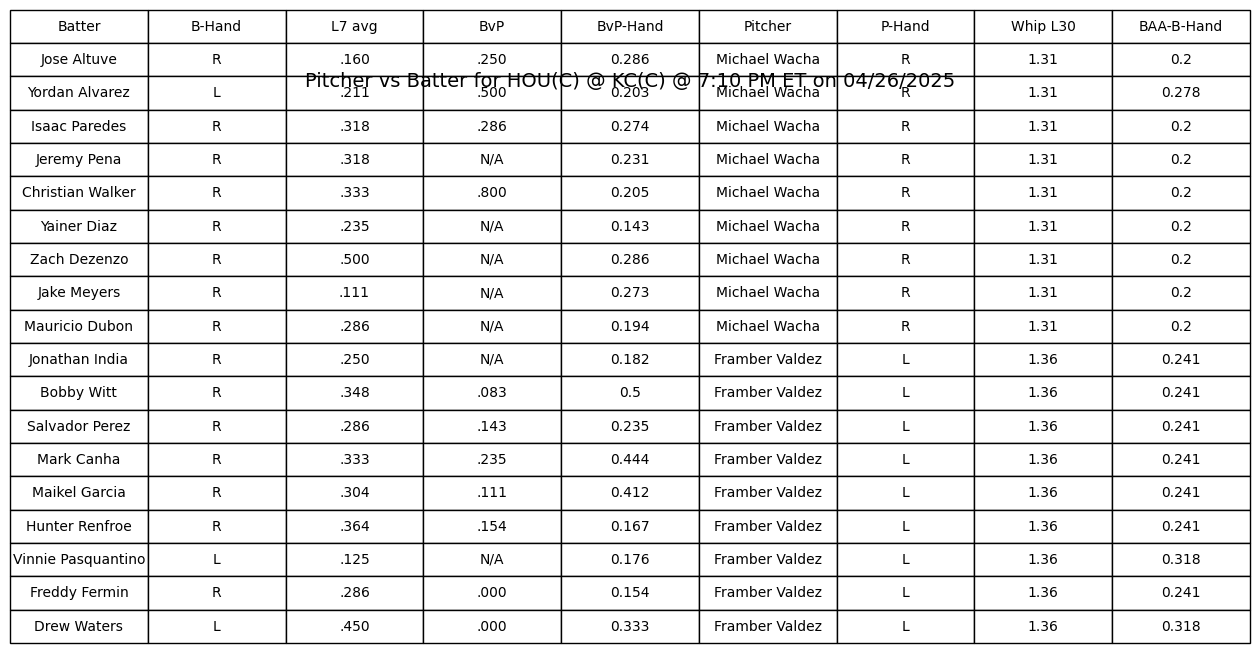 Batter B-Hand L7 avg BvP BvP-Hand Pitcher P-Hand Whip L30 BAA-B-Hand
Jose Altuve R .160 .250 0.286 Michael Wacha R 1.31 0.2
Pitcher vs Batter for HOU(C) @ KC(C) @ 7:10 PM ET on 04/26/2025
Yordan Alvarez L .211 .500 0.203 Michael Wacha R 1.31 0.278
Isaac Paredes R .318 .286 0.274 Michael Wacha R 1.31 0.2
Jeremy Pena R .318 N/A 0.231 Michael Wacha R 1.31 0.2
Christian Walker R .333 .800 0.205 Michael Wacha R 1.31 0.2
Yainer Diaz R .235 N/A 0.143 Michael Wacha R 1.31 0.2
Zach Dezenzo R .500 N/A 0.286 Michael Wacha R 1.31 0.2
Jake Meyers R .111 N/A 0.273 Michael Wacha R 1.31 0.2
Mauricio Dubon R .286 N/A 0.194 Michael Wacha R 1.31 0.2
Jonathan India R .250 N/A 0.182 Framber Valdez L 1.36 0.241
Bobby Witt R .348 .083 0.5 Framber Valdez L 1.36 0.241
Salvador Perez R .286 .143 0.235 Framber Valdez L 1.36 0.241
Mark Canha R .333 .235 0.444 Framber Valdez L 1.36 0.241
Maikel Garcia R .304 .111 0.412 Framber Valdez L 1.36 0.241
Hunter Renfroe R .364 .154 0.167 Framber Valdez L 1.36 0.241
Vinnie Pasquantino L .125 N/A 0.176 Framber Valdez L 1.36 0.318
Freddy Fermin R .286 .000 0.154 Framber Valdez L 1.36 0.241
Drew Waters L .450 .000 0.333 Framber Valdez L 1.36 0.318